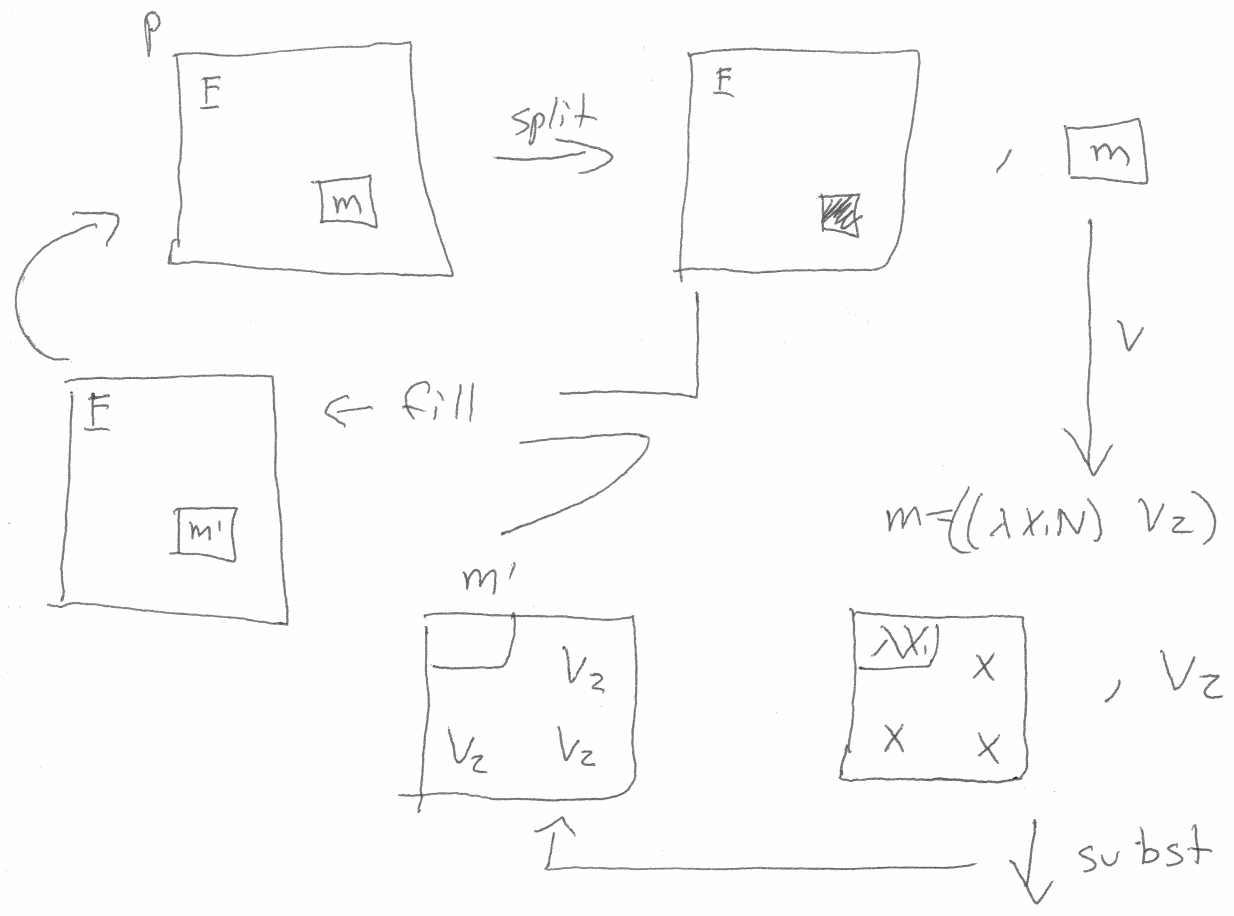 p
E
m
split
E
,
m
v
← fill
E
m'
m=((λX.N) V2)
m'
V2
V2 V2
λX.
X
X X
, V2
subst